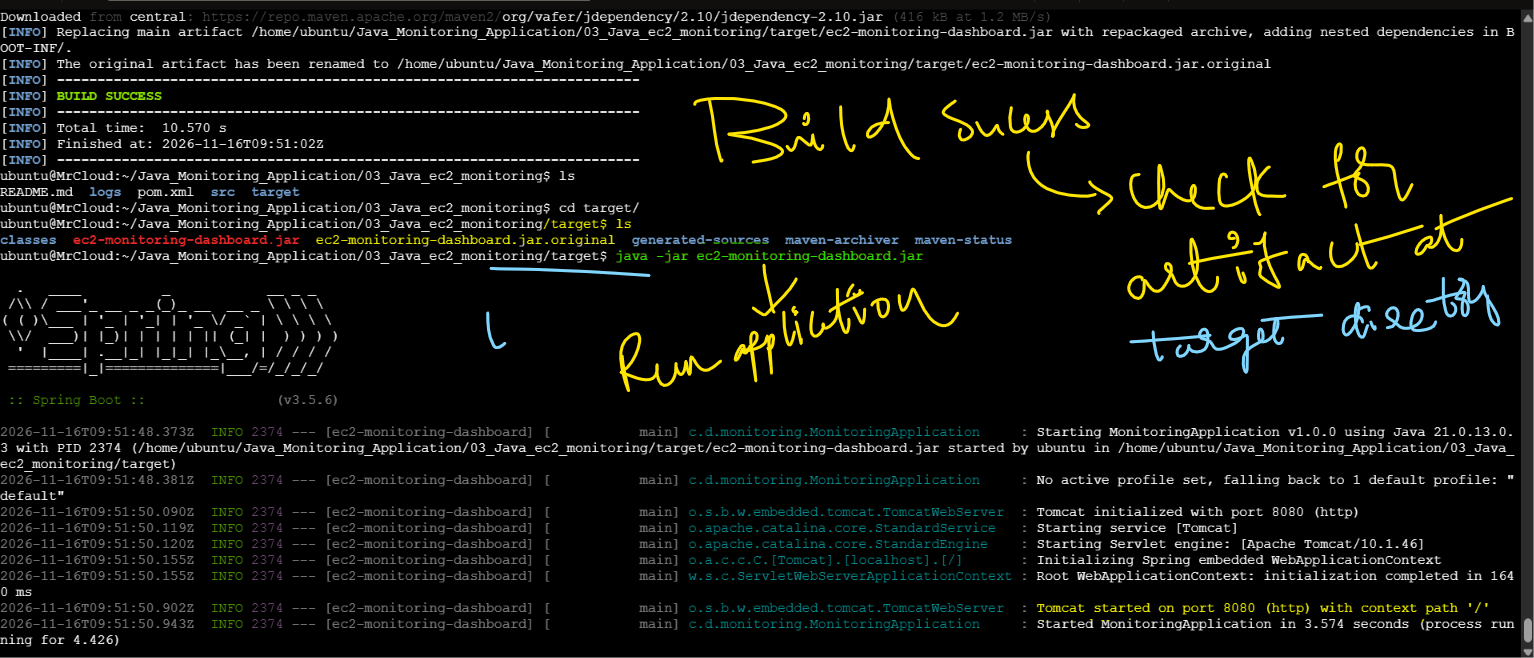 Downloaded from central: https://repo.maven.apache.org/maven2/org/vafer/jdependency/2.10/jdependency-2.10.jar (416 kB at 1.2 MB/s)
[INFO] Replacing main artifact /home/ubuntu/Java_Monitoring_Application/03_Java_ec2_monitoring/target/ec2-monitoring-dashboard.jar with repackaged archive, adding nested dependencies in B
OOT-INF/.
[INFO] The original artifact has been renamed to /home/ubuntu/Java_Monitoring_Application/03_Java_ec2_monitoring/target/ec2-monitoring-dashboard.jar.original
[INFO] ------------------------------------------------------------------------
[INFO] BUILD SUCCESS
[INFO] ------------------------------------------------------------------------
[INFO] Total time:  10.570 s
[INFO] Finished at: 2026-11-16T09:51:02Z
[INFO] ------------------------------------------------------------------------
Build sucess
check for
artifact at
target directory
ubuntu@MrCloud:~/Java_Monitoring_Application/03_Java_ec2_monitoring$ ls
README.md  logs  pom.xml  src  target
ubuntu@MrCloud:~/Java_Monitoring_Application/03_Java_ec2_monitoring$ cd target/
ubuntu@MrCloud:~/Java_Monitoring_Application/03_Java_ec2_monitoring/target$ ls
classes  ec2-monitoring-dashboard.jar  ec2-monitoring-dashboard.jar.original  generated-sources  maven-archiver  maven-status
ubuntu@MrCloud:~/Java_Monitoring_Application/03_Java_ec2_monitoring/target$ java -jar ec2-monitoring-dashboard.jar
Run application
Spring
:: Spring Boot ::                (v3.5.6)
2026-11-16T09:51:48.373Z  INFO 2374 --- [ec2-monitoring-dashboard] [           main] c.d.monitoring.MonitoringApplication     : Starting MonitoringApplication v1.0.0 using Java 21.0.13.0.
3 with PID 2374 (/home/ubuntu/Java_Monitoring_Application/03_Java_ec2_monitoring/target/ec2-monitoring-dashboard.jar started by ubuntu in /home/ubuntu/Java_Monitoring_Application/03_Java_
ec2_monitoring/target)
2026-11-16T09:51:48.381Z  INFO 2374 --- [ec2-monitoring-dashboard] [           main] c.d.monitoring.MonitoringApplication     : No active profile set, falling back to 1 default profile: "
default"
2026-11-16T09:51:50.090Z  INFO 2374 --- [ec2-monitoring-dashboard] [           main] o.s.b.w.embedded.tomcat.TomcatWebServer  : Tomcat initialized with port 8080 (http)
2026-11-16T09:51:50.119Z  INFO 2374 --- [ec2-monitoring-dashboard] [           main] o.apache.catalina.core.StandardService   : Starting service [Tomcat]
2026-11-16T09:51:50.120Z  INFO 2374 --- [ec2-monitoring-dashboard] [           main] o.apache.catalina.core.StandardEngine    : Starting Servlet engine: [Apache Tomcat/10.1.46]
2026-11-16T09:51:50.155Z  INFO 2374 --- [ec2-monitoring-dashboard] [           main] o.a.c.c.C.[Tomcat].[localhost].[/]       : Initializing Spring embedded WebApplicationContext
2026-11-16T09:51:50.155Z  INFO 2374 --- [ec2-monitoring-dashboard] [           main] w.s.c.ServletWebServerApplicationContext : Root WebApplicationContext: initialization completed in 164
0 ms
2026-11-16T09:51:50.902Z  INFO 2374 --- [ec2-monitoring-dashboard] [           main] o.s.b.w.embedded.tomcat.TomcatWebServer  : Tomcat started on port 8080 (http) with context path '/'
2026-11-16T09:51:50.943Z  INFO 2374 --- [ec2-monitoring-dashboard] [           main] c.d.monitoring.MonitoringApplication     : Started MonitoringApplication in 3.574 seconds (process run
ning for 4.426)